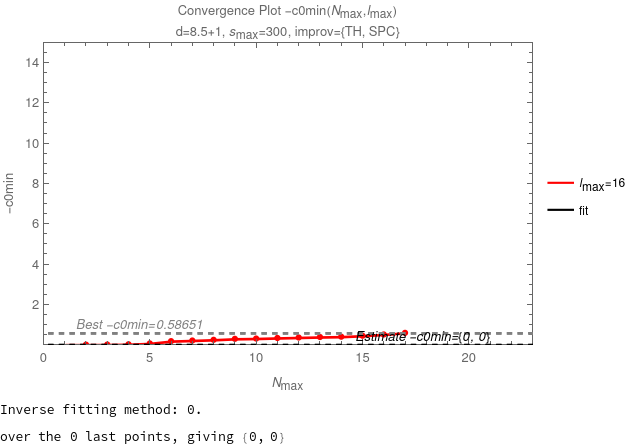 Convergence Plot −c0min(Nmax,lmax)
d=8.5+1, smax=300, improv={TH, SPC}
14
12
10
8
6
4
2
−c0min
Best −c0min=0.58651
Estimate −c0min={0, 0}
0 5 10 15 20
Nmax
lmax=16
fit
Inverse fitting method: 0.
over the 0 last points, giving {0, 0}